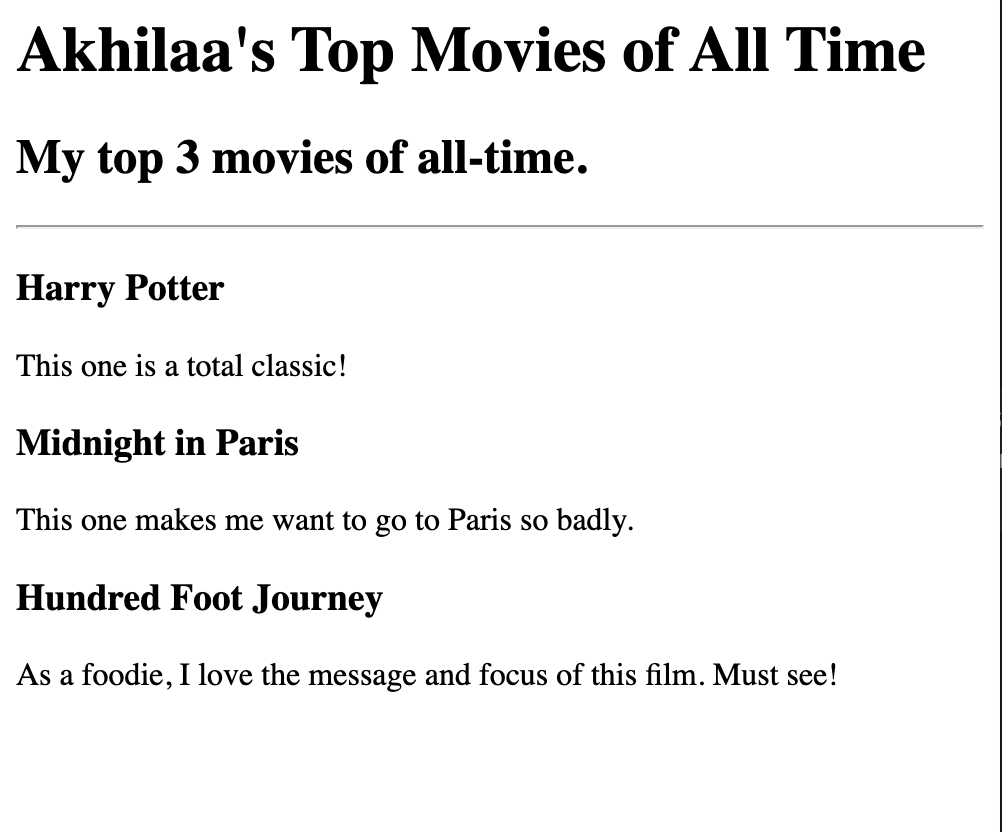 Akhilaa's Top Movies of All Time
My top 3 movies of all-time.
Harry Potter
This one is a total classic!
Midnight in Paris
This one makes me want to go to Paris so badly.
Hundred Foot Journey
As a foodie, I love the message and focus of this film. Must see!